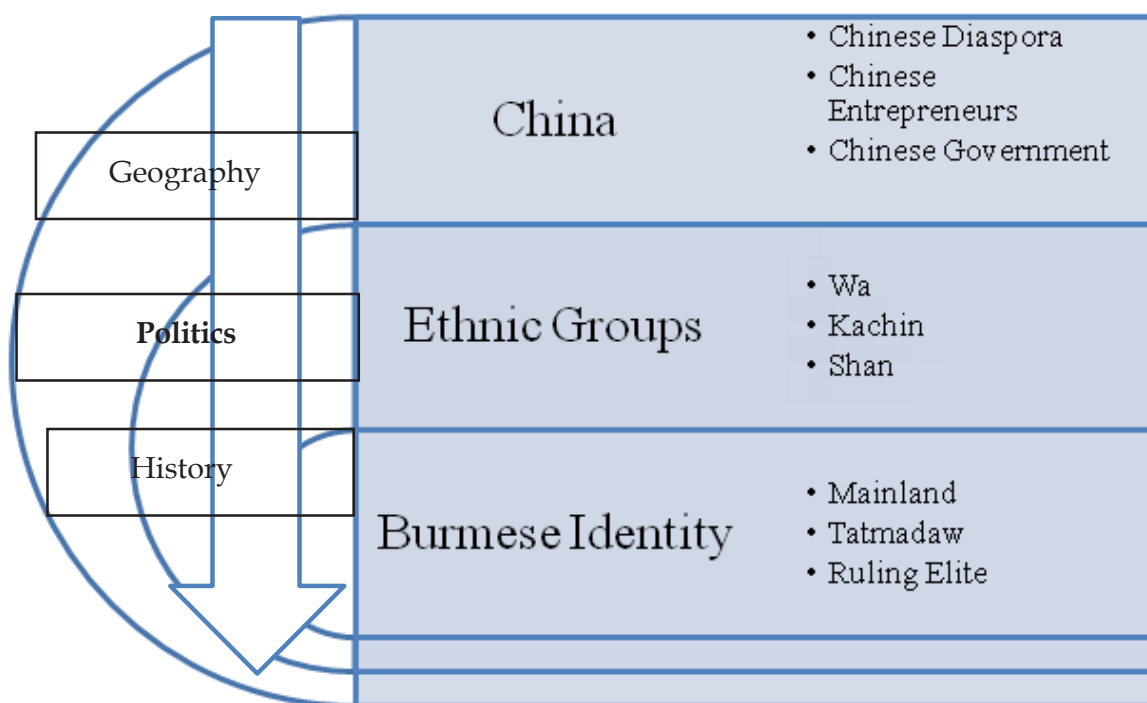 Geography
Politics
History
China
• Chinese Diaspora
• Chinese
Entrepreneurs
• Chinese Government
Ethnic Groups
• Wa
• Kachin
• Shan
Burmese Identity
• Mainland
• Tatmadaw
• Ruling Elite